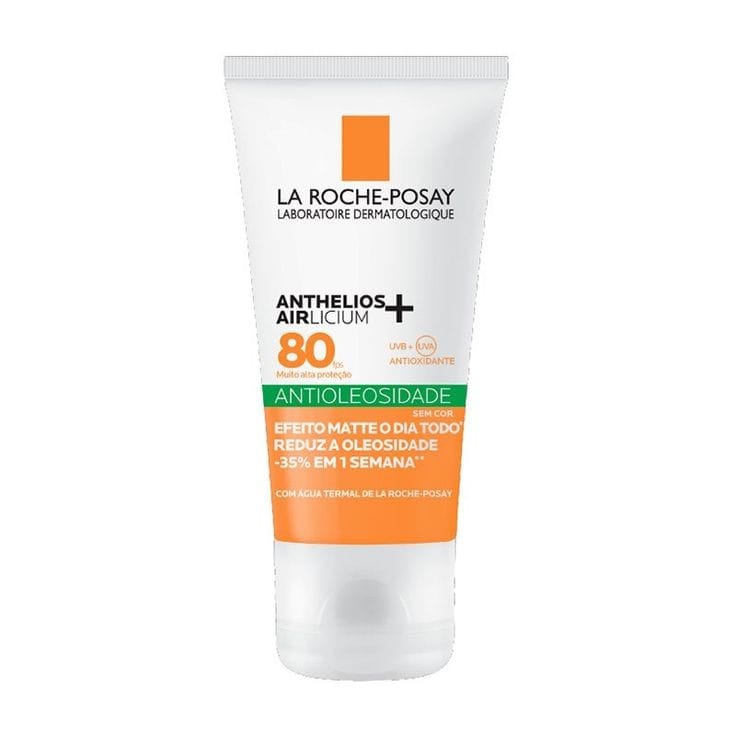 LA ROCHE-POSAY
LABORATOIRE DERMATOLOGIQUE
ANTHELIOS +
AIRLICIUM
80 fps
Muito alta proteção
UVB + UVA
ANTIOXIDANTE
ANTIOLEOSIDADE
SEM COR
EFEITO MATTE O DIA TODO*
REDUZ A OLEOSIDADE
-35% EM 1 SEMANA**
COM ÁGUA TERMAL DE LA ROCHE-POSAY